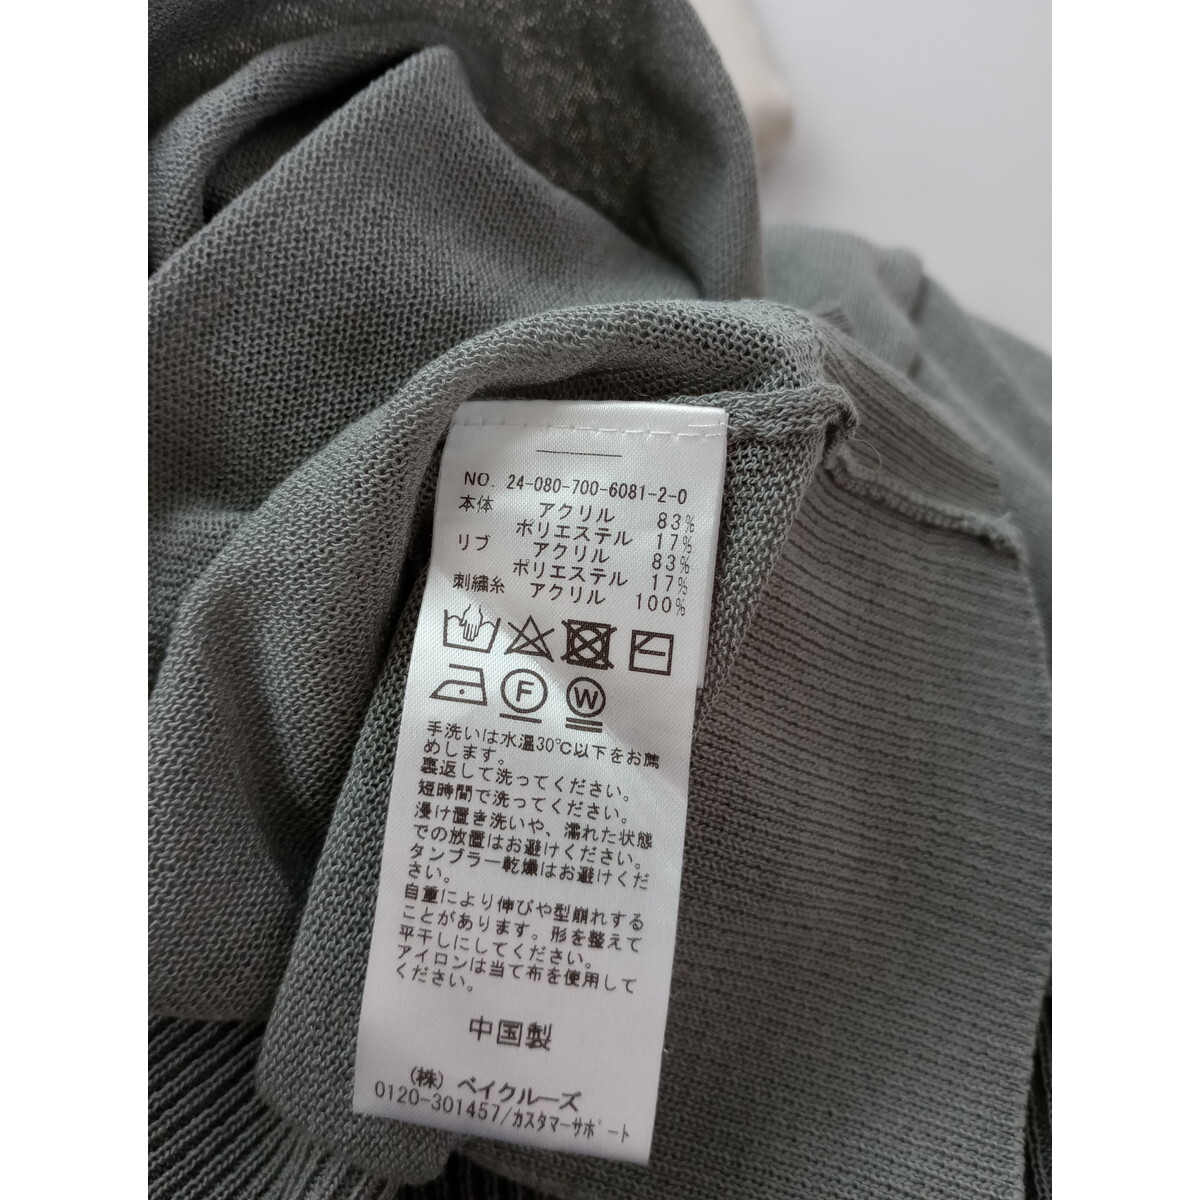 NO. 24-080-700-6081-2-0
本体 アクリル 83%
ポリエステル 17%
リブ アクリル 83%
ポリエステル 17%
刺繍糸 アクリル 100%
F W
手洗いは水温30℃以下をお薦
めします。
裏返して洗ってください。
短時間で洗ってください。
浸け置き洗いや、濡れた状態
での放置はお避けください。
タンブラー乾燥はお避けくだ
さい。
自重により伸びや型崩れする
ことがあります。形を整えて
平干しにしてください。
アイロンは当て布を使用して
ください。
中国製
(株) ベイクルーズ
0120-301457/カスタマーサポート